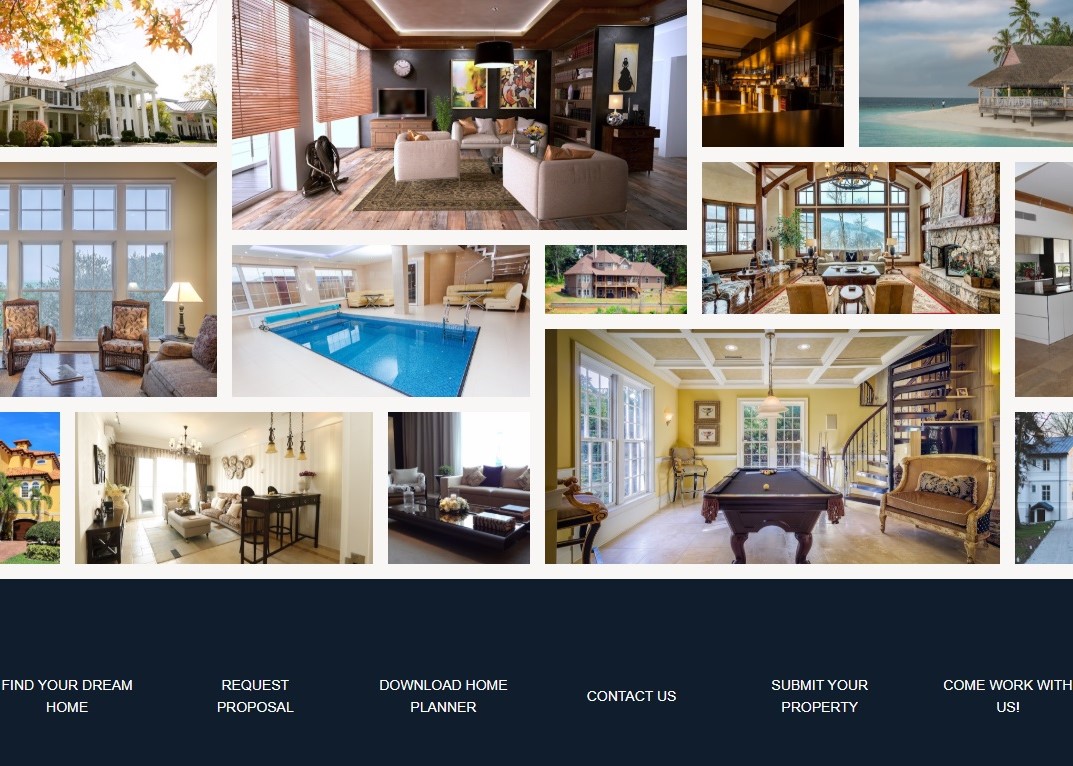 FIND YOUR DREAM
HOME
REQUEST
PROPOSAL
DOWNLOAD HOME
PLANNER
CONTACT US
SUBMIT YOUR
PROPERTY
COME WORK WITH
US!